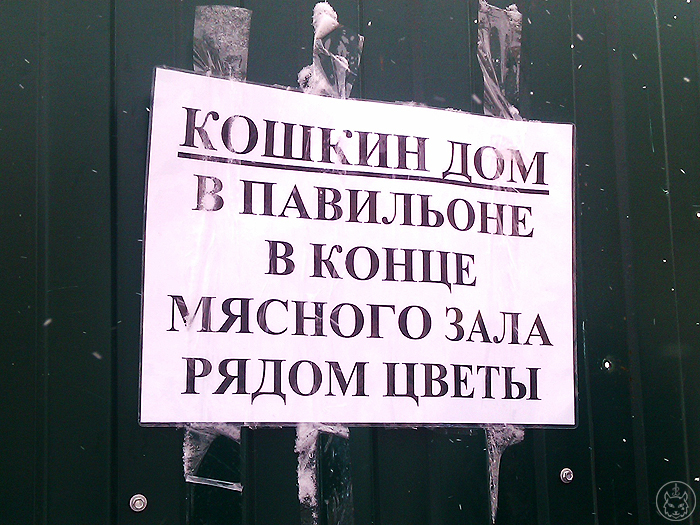 КОШКИН ДОМ
В ПАВИЛЬОНЕ
В КОНЦЕ
МЯСНОГО ЗАЛА
РЯДОМ ЦВЕТЫ